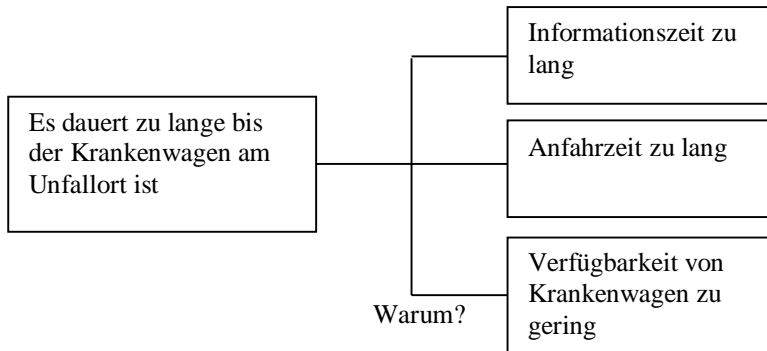 Es dauert zu lange bis
der Krankenwagen am
Unfallort ist
Informationszeit zu
lang
Anfahrzeit zu lang
Verfügbarkeit von
Krankenwagen zu
gering
Warum?